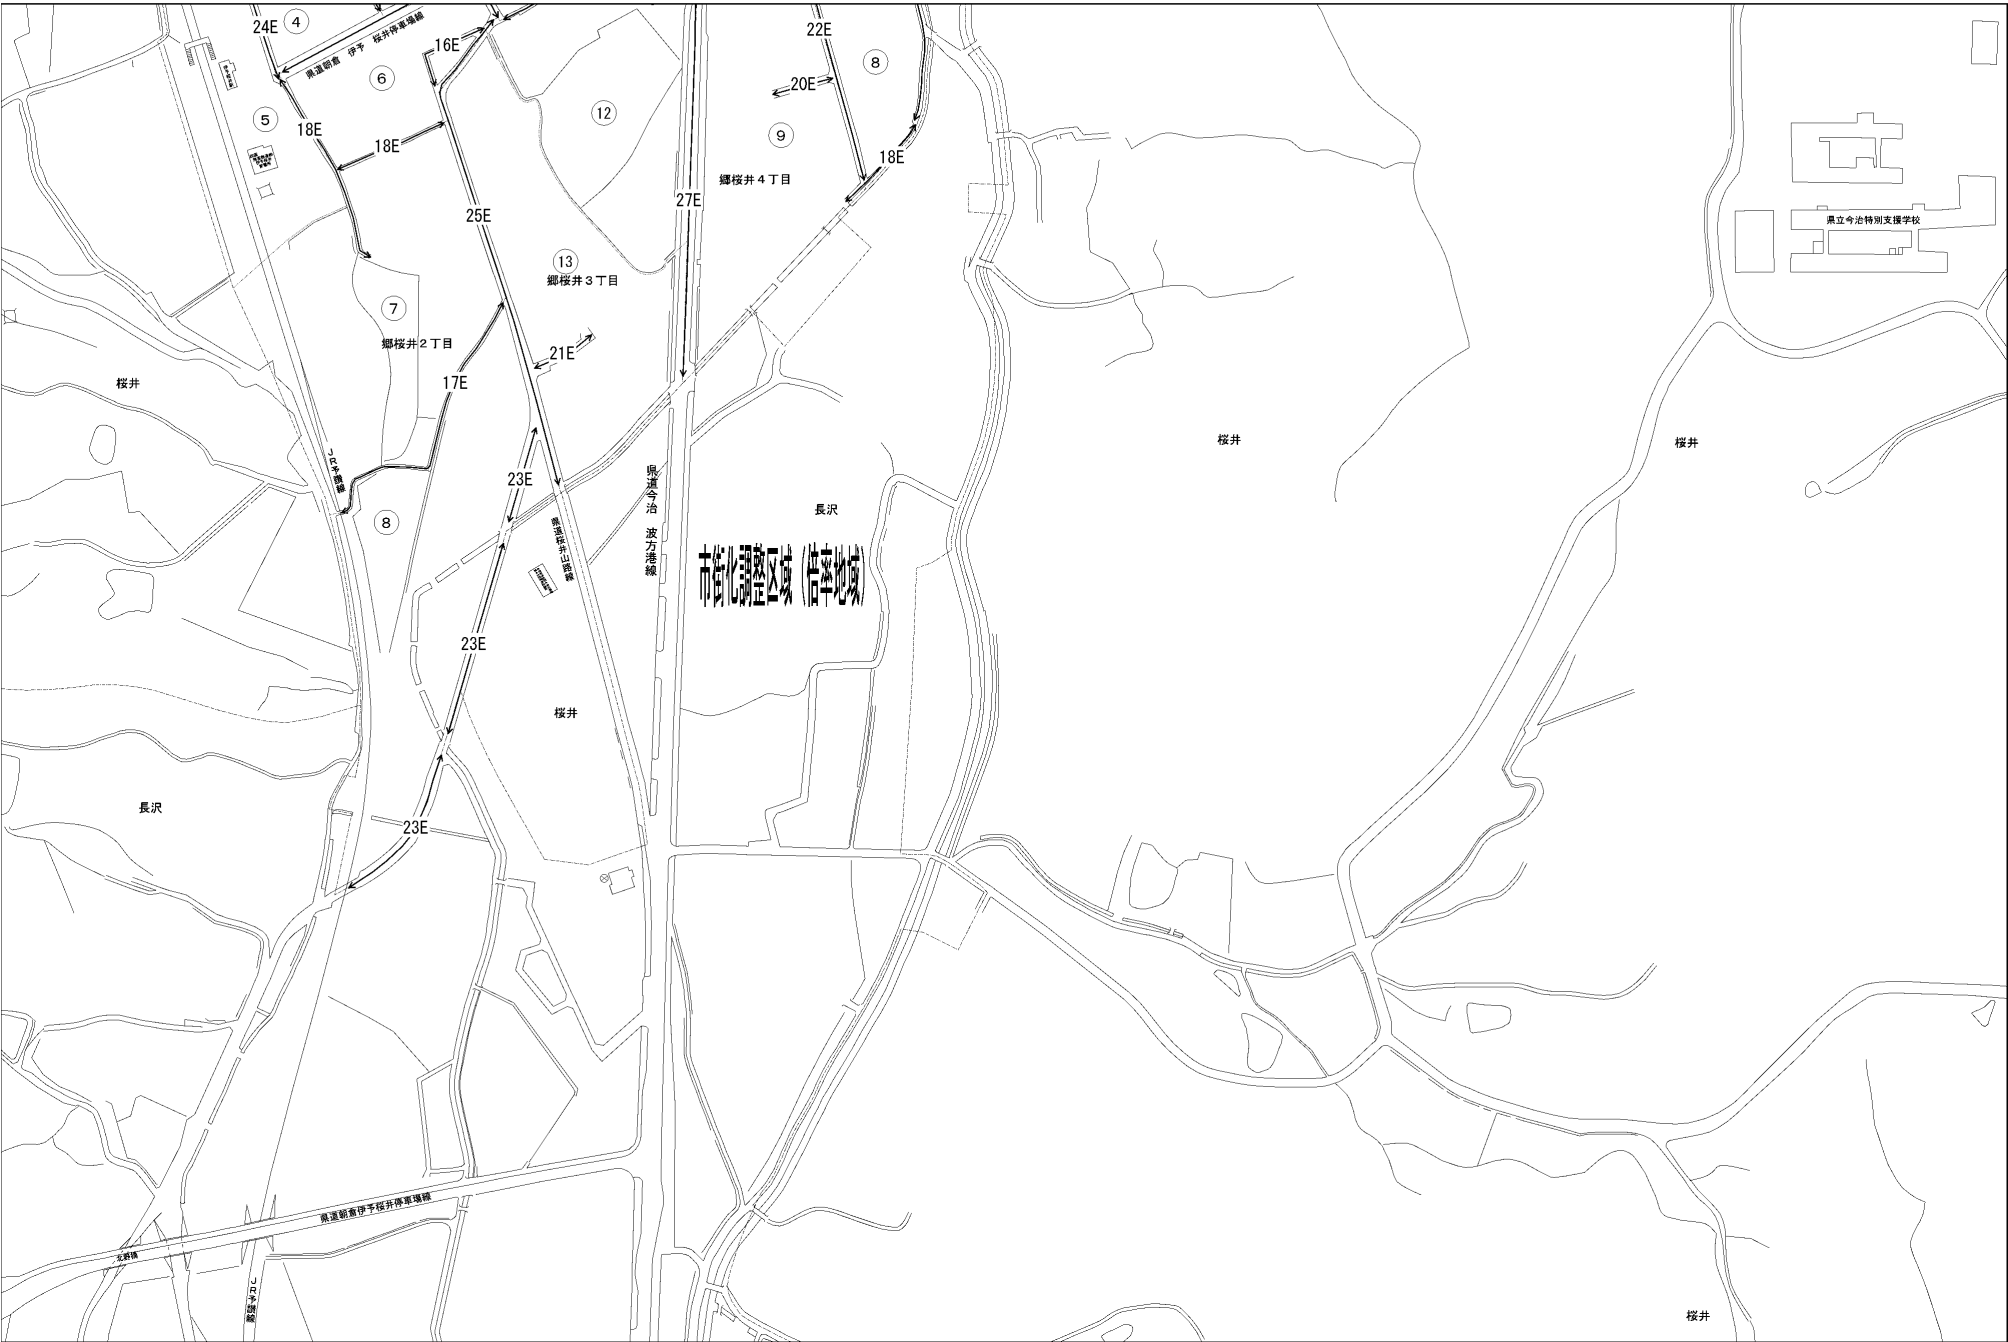 24E
④
22E
県道朝倉 伊予 桜井停車場線
16E
⑥
⑧
20E
⑤
⑫
18E
⑨
18E
18E
郷桜井4丁目
27E
25E
県立今治特別支援学校
⑬
郷桜井3丁目
⑦
郷桜井2丁目
21E
桜井
17E
桜井
桜井
JR予讃線
県道今治 波方港線
23E
長沢
⑧
県道桜井山路線
市街化調整区域(倍率地域)
23E
桜井
長沢
23E
県道朝倉伊予桜井停車場線
北野橋
JR予讃線
桜井